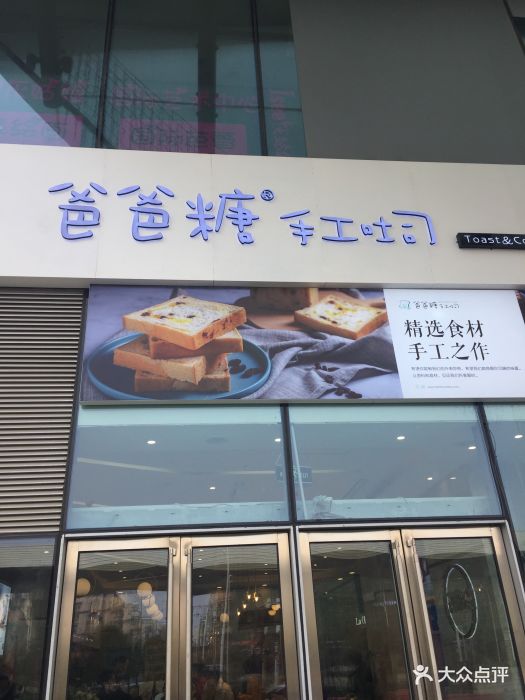 爸爸糖® 手工吐司
Toast&Co
爸爸糖 手工吐司
精选食材
手工之作
Pull
大众点评